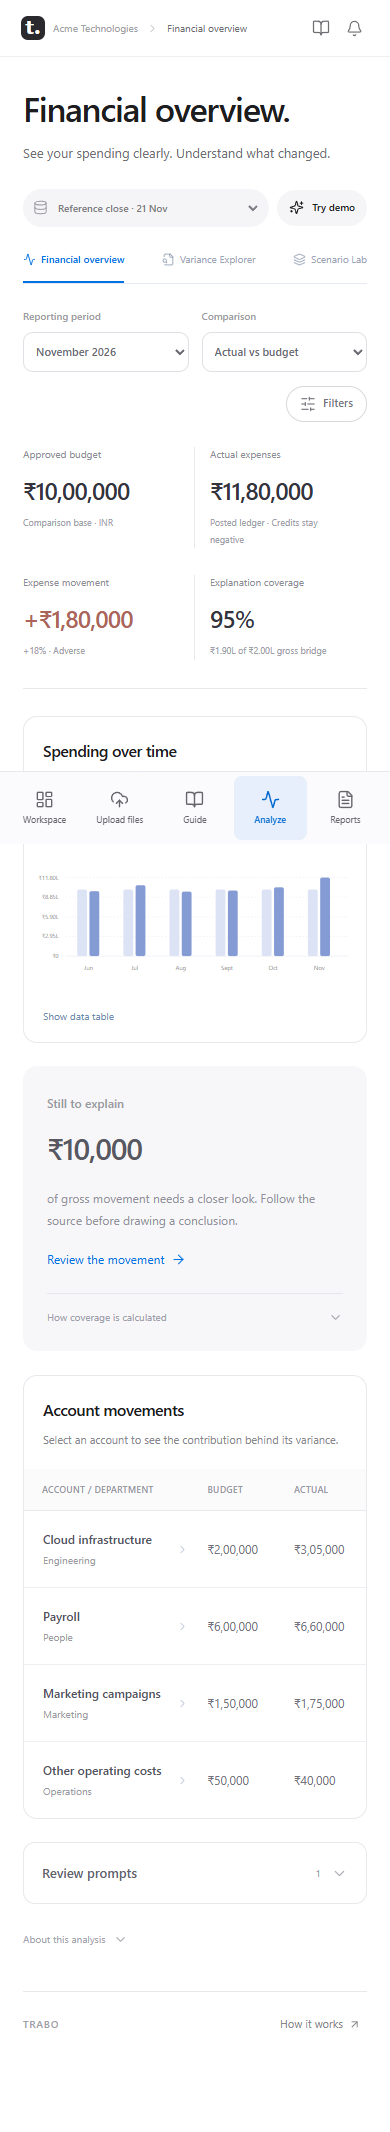 t.
Acme Technologies > Financial overview
Financial overview.
See your spending clearly. Understand what changed.
Reference close · 21 Nov
Try demo
Financial overview
Variance Explorer
Scenario Lab
Reporting period
Comparison
November 2026
Actual vs budget
Filters
Approved budget
Actual expenses
₹10,00,000
₹11,80,000
Comparison base · INR
Posted ledger · Credits stay
negative
Expense movement
Explanation coverage
+₹1,80,000
95%
+18% · Adverse
₹1.90L of ₹2.00L gross bridge
Spending over time
Workspace
Upload files
Guide
Analyze
Reports
₹11.80L
₹8.85L
₹5.90L
₹2.95L
₹0
Jun
Jul
Aug
Sept
Oct
Nov
Show data table
Still to explain
₹10,000
of gross movement needs a closer look. Follow the
source before drawing a conclusion.
Review the movement →
How coverage is calculated
Account movements
Select an account to see the contribution behind its variance.
ACCOUNT / DEPARTMENT
BUDGET
ACTUAL
Cloud infrastructure
Engineering
₹2,00,000
₹3,05,000
Payroll
People
₹6,00,000
₹6,60,000
Marketing campaigns
Marketing
₹1,50,000
₹1,75,000
Other operating costs
Operations
₹50,000
₹40,000
Review prompts
1
About this analysis
TRABO
How it works ↗